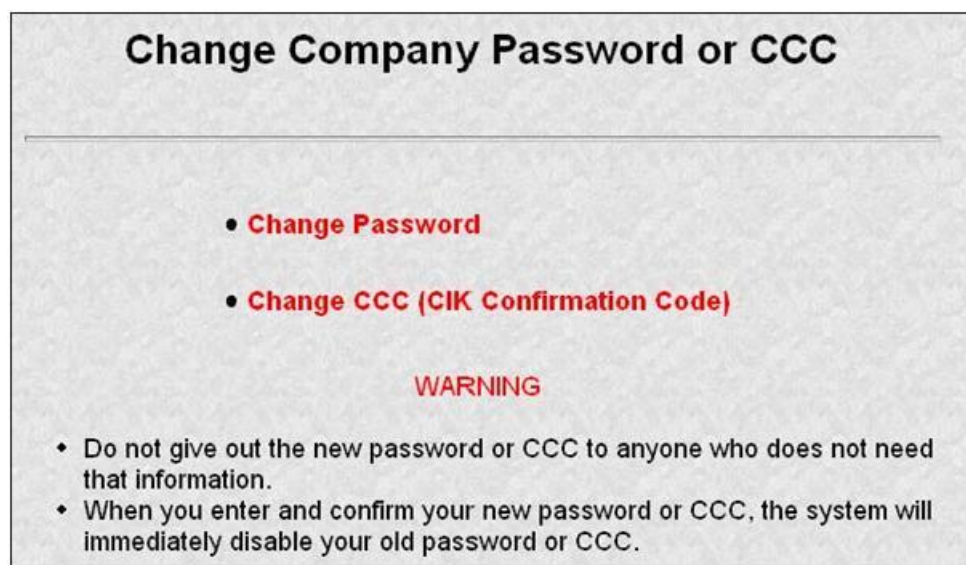 Change Company Password or CCC
• Change Password
• Change CCC (CIK Confirmation Code)
WARNING
• Do not give out the new password or CCC to anyone who does not need
that information.
• When you enter and confirm your new password or CCC, the system will
immediately disable your old password or CCC.